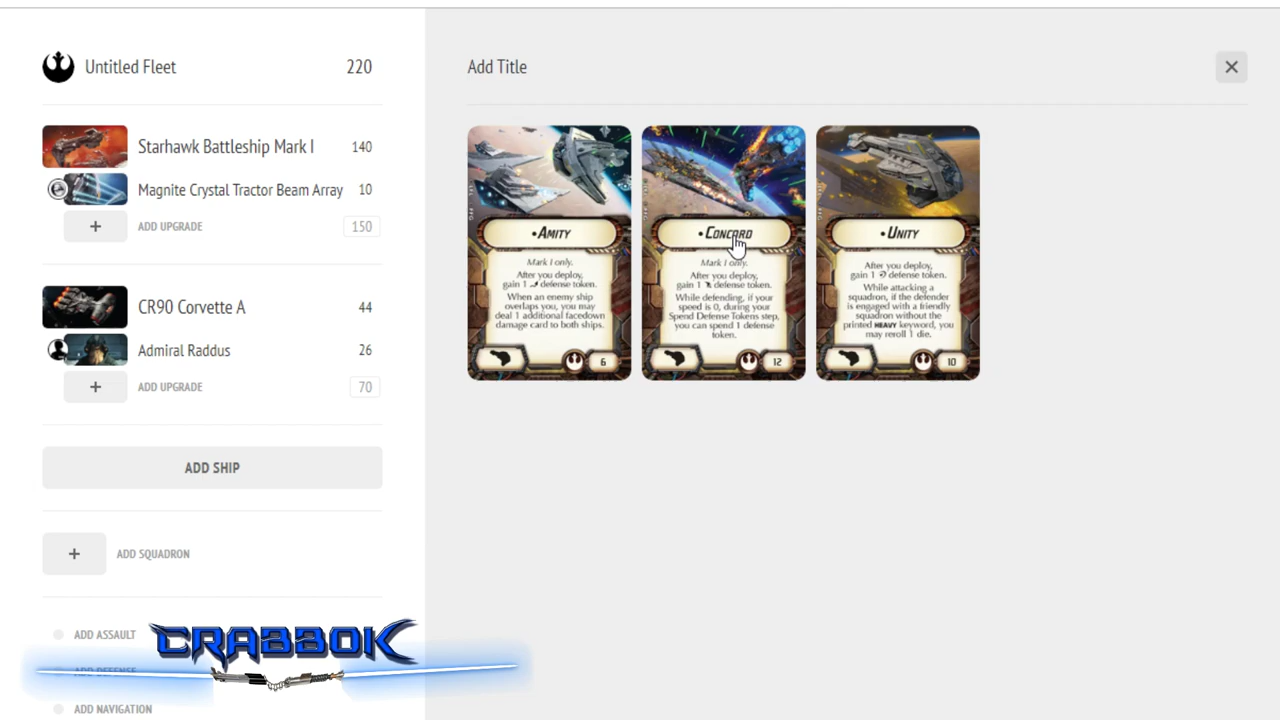 Untitled Fleet 220
Starhawk Battleship Mark I 140
Magnite Crystal Tractor Beam Array 10
+ ADD UPGRADE 150
CR90 Corvette A 44
Admiral Raddus 26
+ ADD UPGRADE 70
ADD SHIP
+ ADD SQUADRON
ADD ASSAULT
ADD DEFENSE
ADD NAVIGATION
CRABBOK
Add Title
•AMITY
Mark I only.
After you deploy,
gain 1 defense token.
When an enemy ship
overlaps you, you may
deal 1 additional facedown
damage card to both ships.
6
•CONCORD
Mark I only.
After you deploy,
gain 1 defense token.
While defending, if your
speed is 0, during your
Spend Defense Tokens step,
you can spend 1 defense
token.
12
•UNITY
After you deploy,
gain 1 defense token.
While attacking a
squadron, if the defender
is engaged with a friendly
squadron without the
printed HEAVY keyword, you
may reroll 1 die.
10